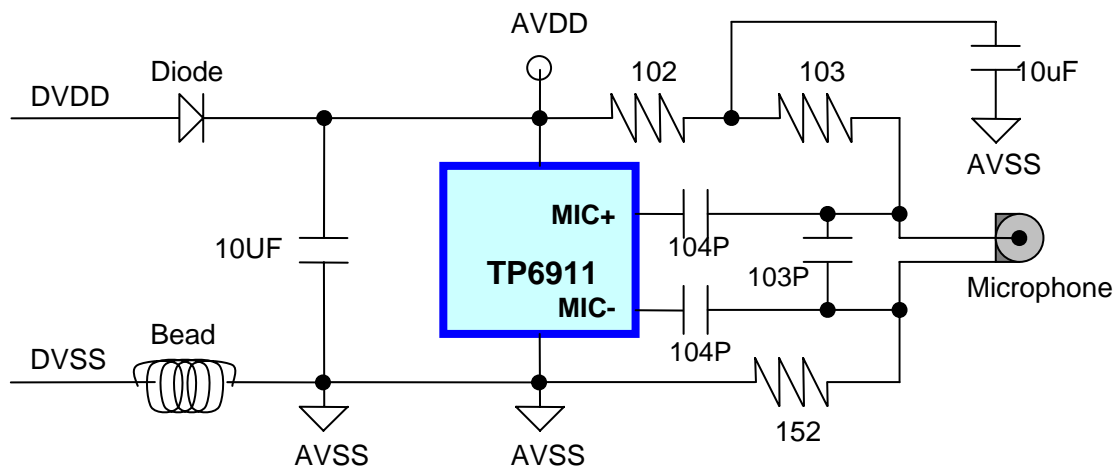 AVDD
Diode
102
103
10uF
DVDD
AVSS
MIC+
104P
10UF
TP6911
103P
MIC-
Microphone
104P
Bead
DVSS
152
AVSS
AVSS